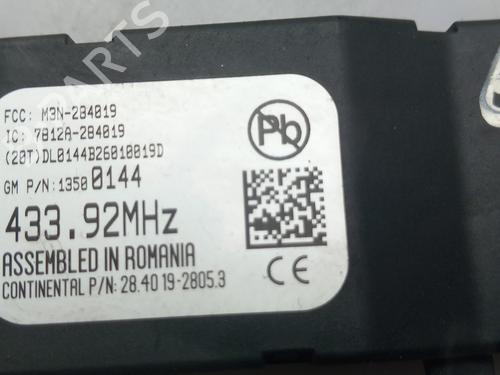 FCC: M3N-284019
IC: 7812A-284019
(20T)DL0144B26010019D
GM P/N:13500144
433.92MHz
ASSEMBLED IN ROMANIA
CONTINENTAL P/N: 28.4019-2805.3
Pb
CE